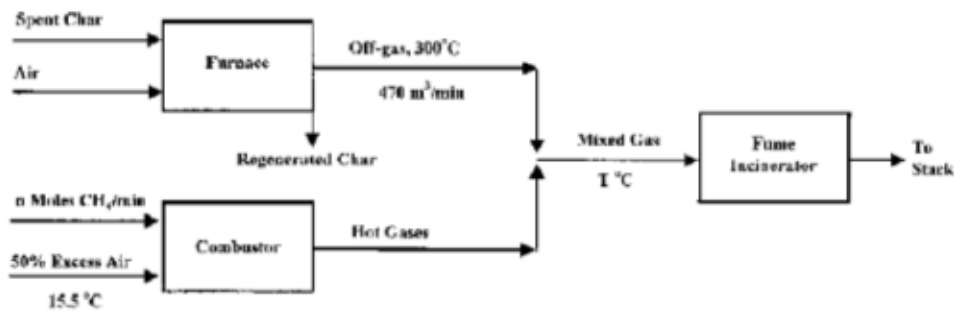 Spent Char
Air
Furnace
Off-gas, 300°C
470 m³/min
Regenerated Char
n Moles CH₄/min
50% Excess Air
15.5 °C
Combustor
Hot Gases
Mixed Gas
T °C
Fume
Incinerator
To
Stack